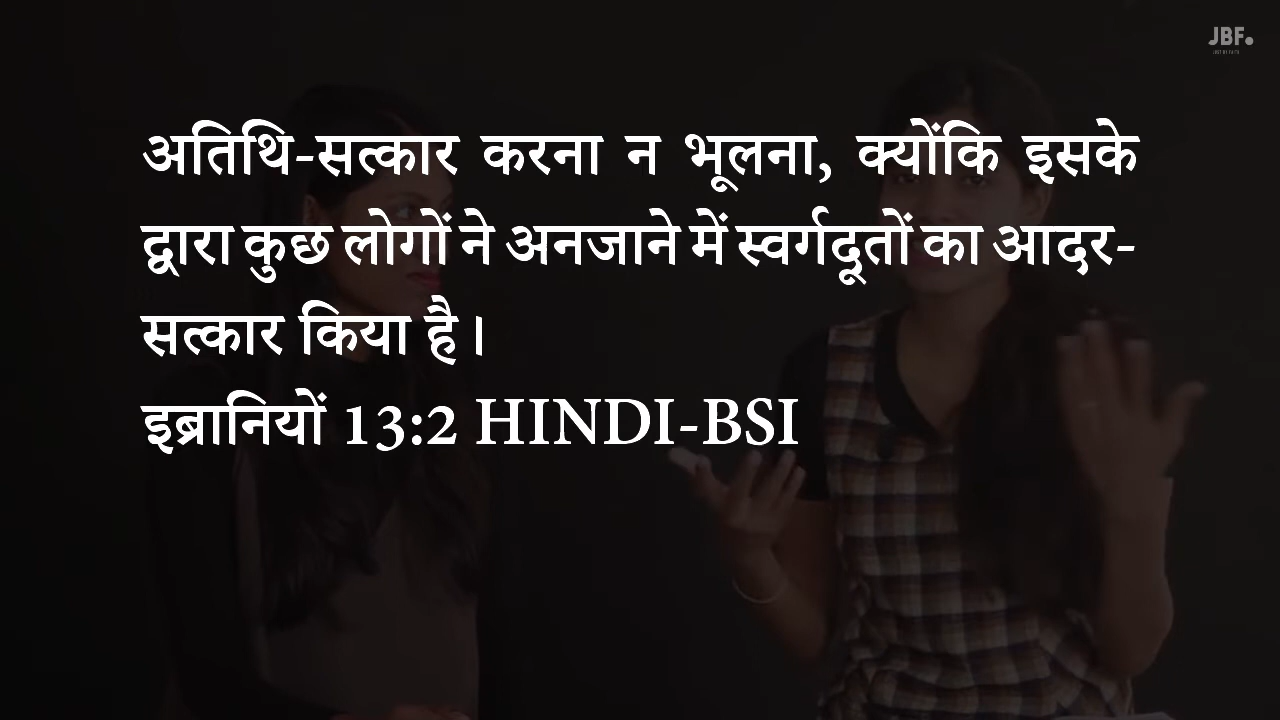 JBF.
अतिथि-सत्कार करना न भूलना, क्योंकि इसके
द्वारा कुछ लोगों ने अनजाने में स्वर्गदूतों का आदर-
सत्कार किया है।
इब्रानियों 13:2 HINDI-BSI